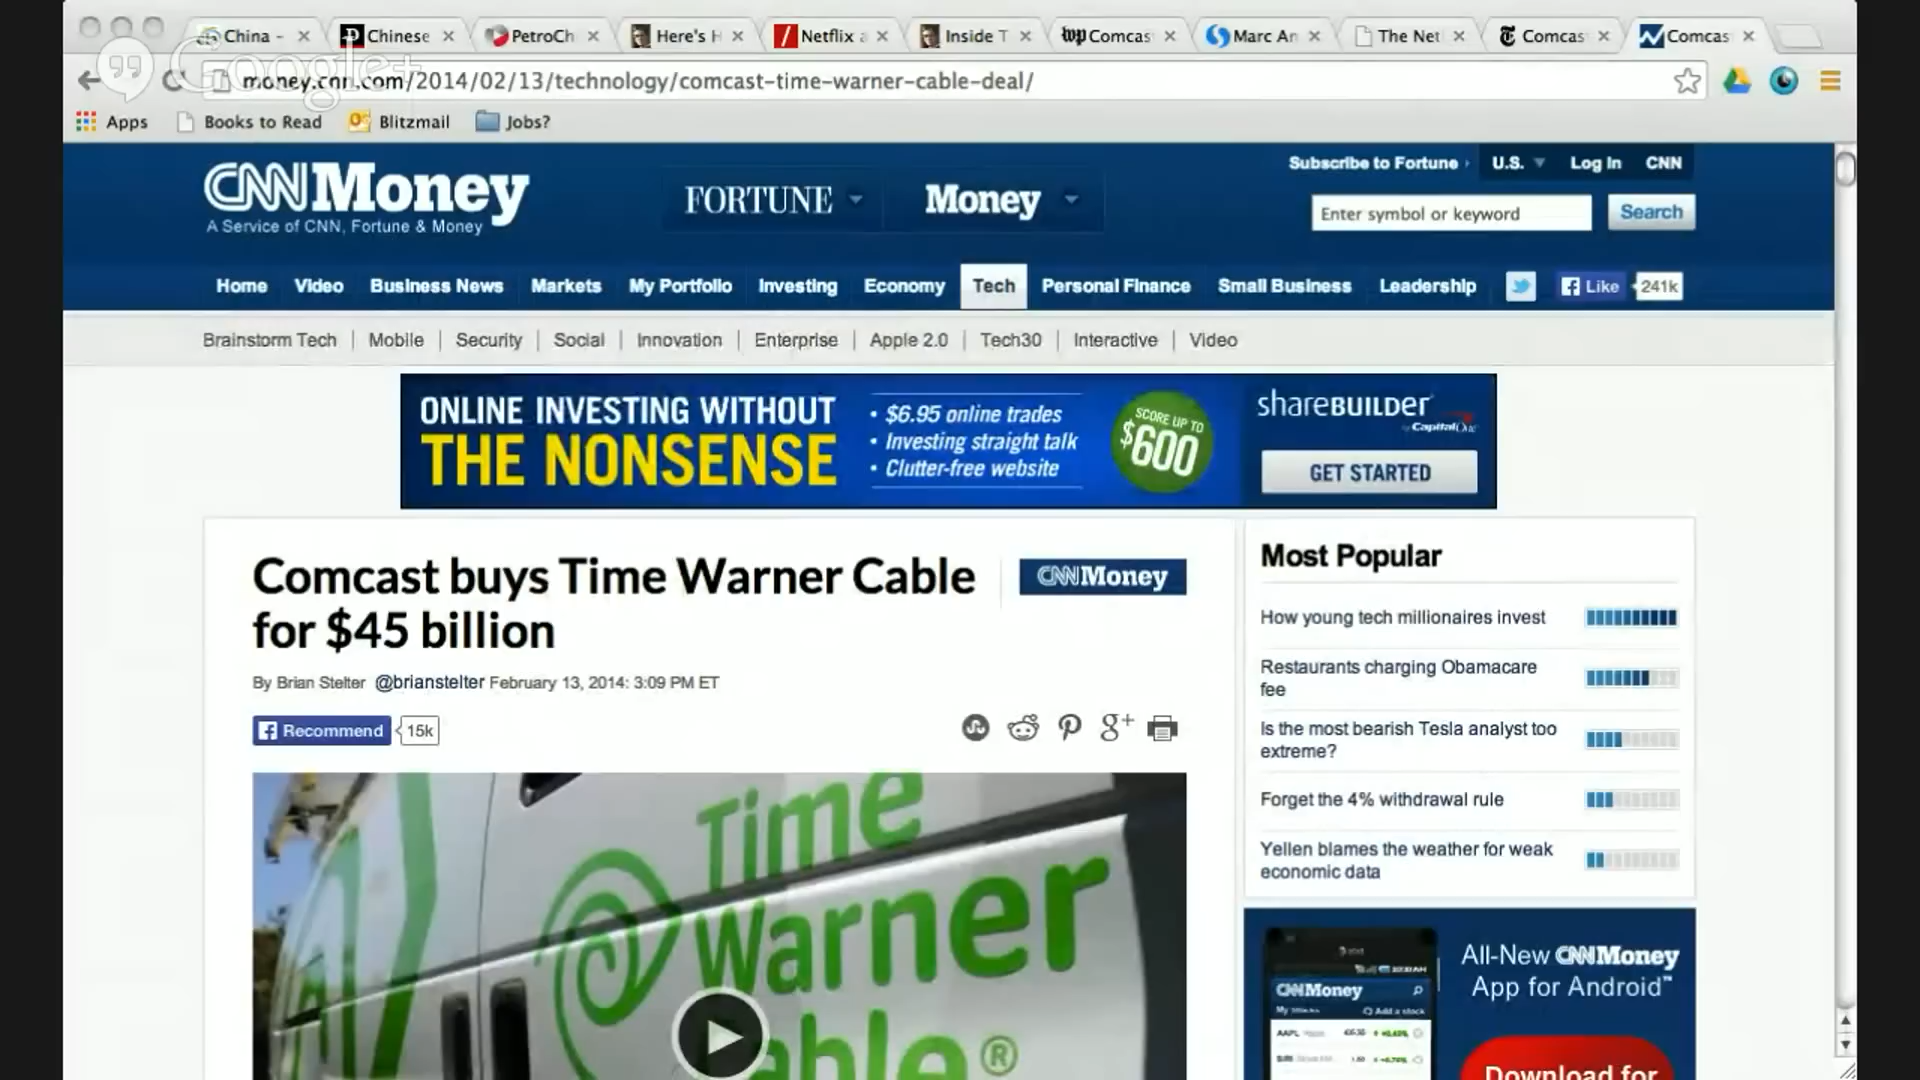 China -
Chinese
PetroCh
Here's H
Netflix a
Inside T
wp Comcas
Marc An
The Net
Comcas
Comcas
Google+
money.cnn.com/2014/02/13/technology/comcast-time-warner-cable-deal/
Apps
Books to Read
Blitzmail
Jobs?
CNNMoney
A Service of CNN, Fortune & Money
FORTUNE
Money
Subscribe to Fortune
U.S.
Log In
CNN
Enter symbol or keyword
Search
Home Video Business News Markets My Portfolio Investing Economy Tech Personal Finance Small Business Leadership
Like
241k
Brainstorm Tech | Mobile | Security | Social | Innovation | Enterprise | Apple 2.0 | Tech30 | Interactive | Video
ONLINE INVESTING WITHOUT
THE NONSENSE
• $6.95 online trades
• Investing straight talk
• Clutter-free website
SCORE UP TO
$600
shareBUILDER
by Capital One
GET STARTED
Comcast buys Time Warner Cable
for $45 billion
CNNMoney
By Brian Stelter @brianstelter February 13, 2014: 3:09 PM ET
Recommend
15k
g+
Time
Warner
Cable®
Most Popular
How young tech millionaires invest
Restaurants charging Obamacare
fee
Is the most bearish Tesla analyst too
extreme?
Forget the 4% withdrawal rule
Yellen blames the weather for weak
economic data
All-New CNNMoney
App for Android™
at&t
CNNMoney
Add a stock
AAPL
Download for